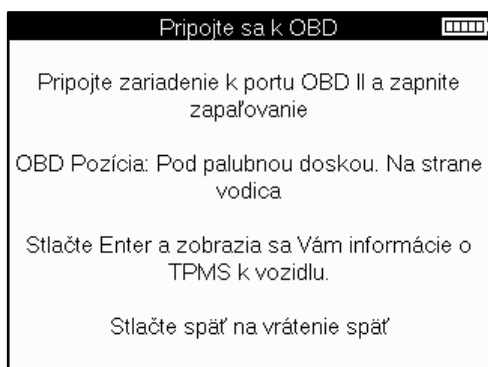 Pripojte sa k OBD
Pripojte zariadenie k portu OBD II a zapnite
zapaľovanie
OBD Pozícia: Pod palubnou doskou. Na strane
vodica
Stlačte Enter a zobrazia sa Vám informácie o
TPMS k vozidlu.
Stlačte späť na vrátenie späť